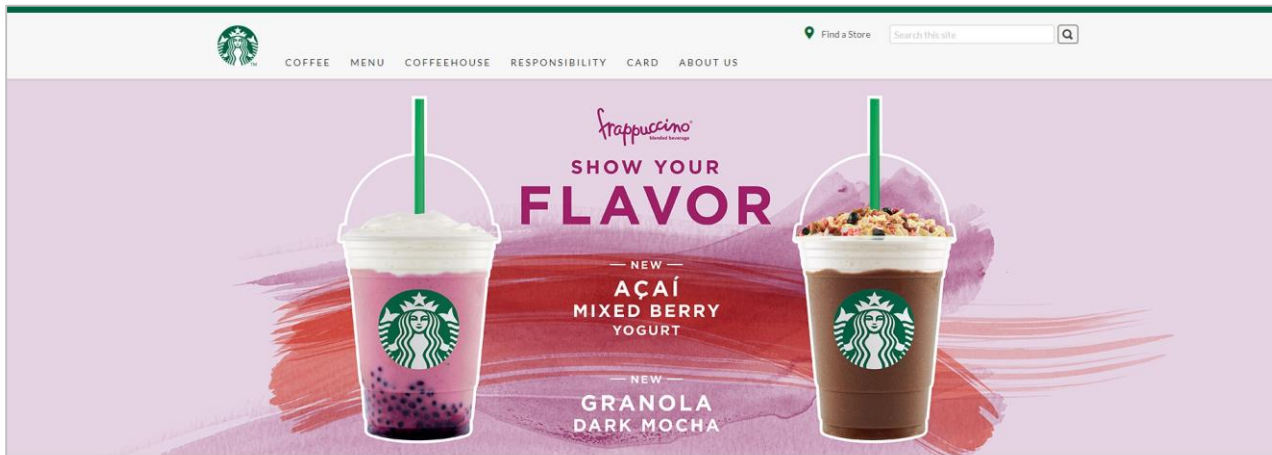 Find a Store
Search this site
COFFEE MENU COFFEEHOUSE RESPONSIBILITY CARD ABOUT US
frappuccino®
blended beverage
SHOW YOUR
FLAVOR
— NEW —
AÇAÍ
MIXED BERRY
YOGURT
— NEW —
GRANOLA
DARK MOCHA